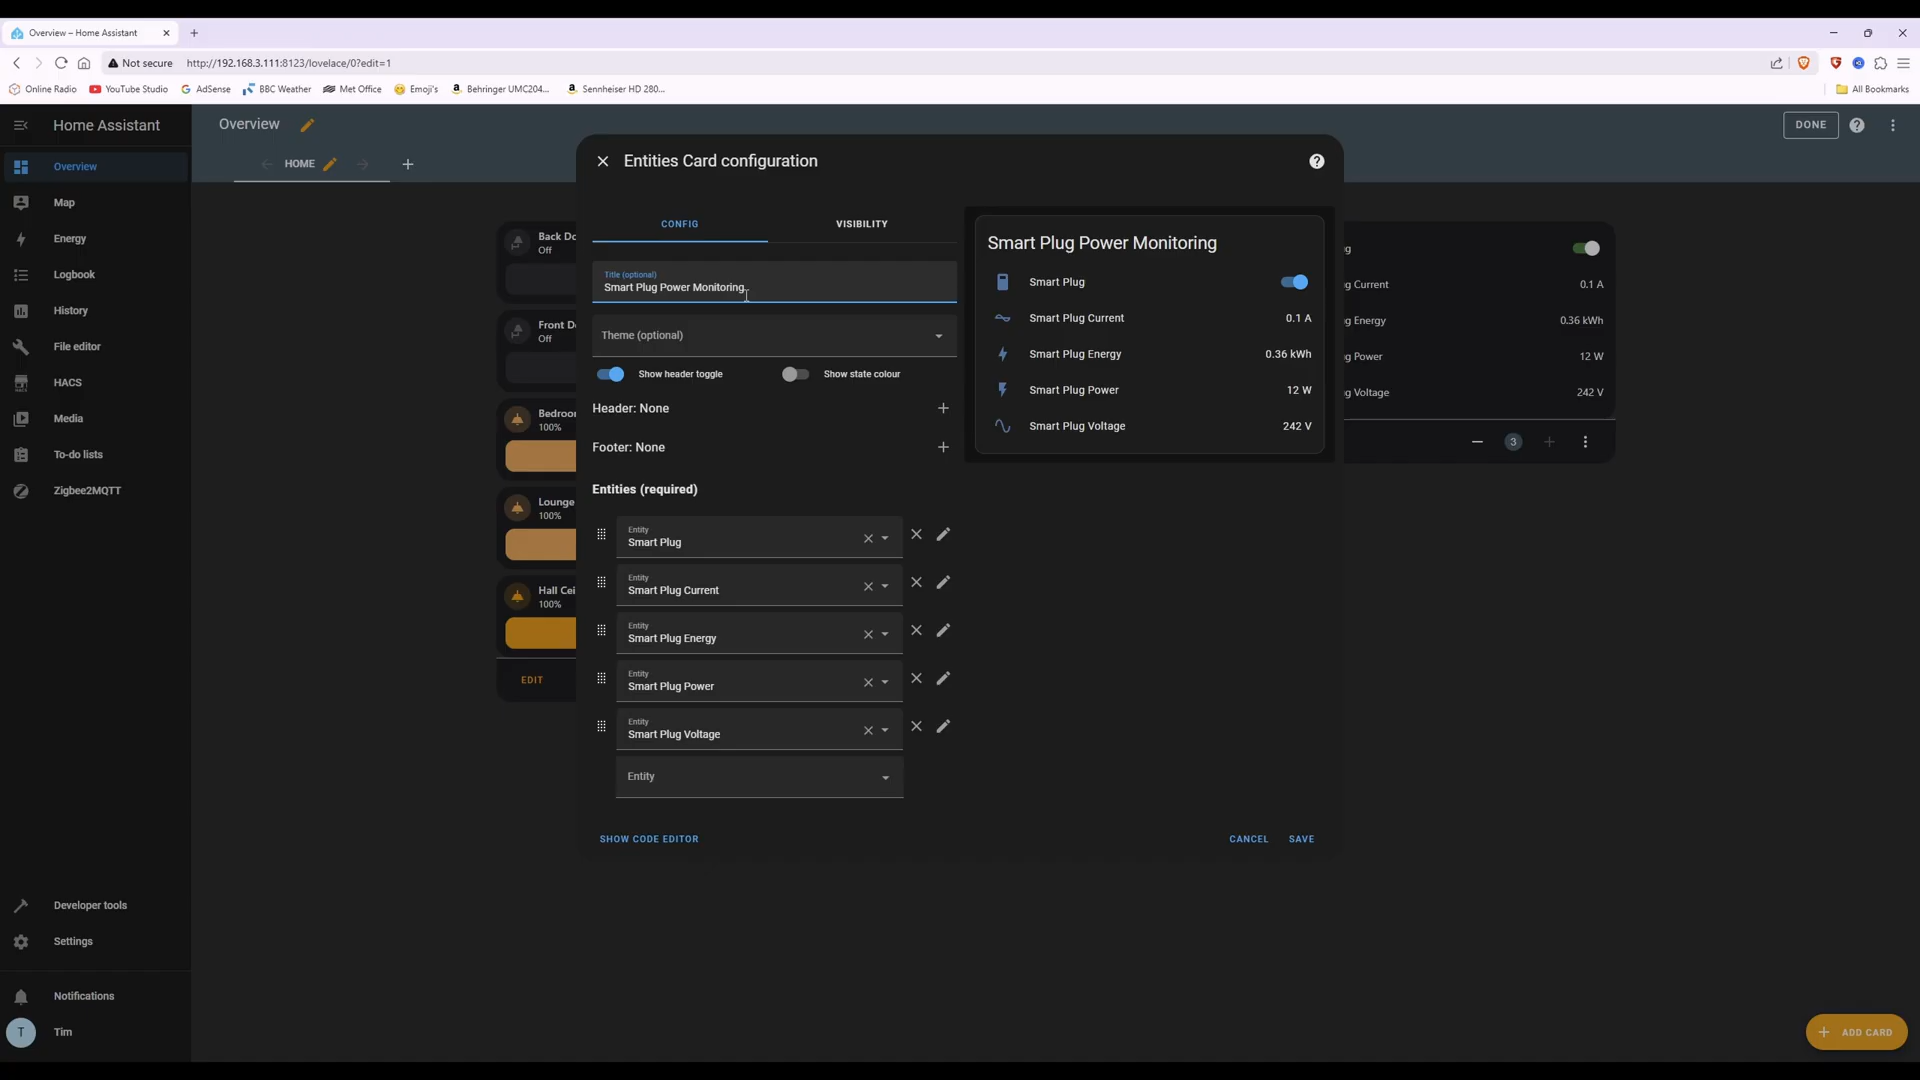 Overview – Home Assistant
Not secure
http://192.168.3.111:8123/lovelace/0?edit=1
Online Radio
YouTube Studio
AdSense
BBC Weather
Met Office
Emoji's
Behringer UMC204...
Sennheiser HD 280...
All Bookmarks
Home Assistant
Overview
DONE
HOME
Overview
Map
Energy
Logbook
History
File editor
HACS
HACS
Media
To-do lists
Zigbee2MQTT
Developer tools
Settings
Notifications
T
Tim
Back Do
Off
Front D
Off
Bedroom
100%
Lounge
100%
Hall Cei
100%
EDIT
Entities Card configuration
CONFIG
VISIBILITY
Title (optional)
Smart Plug Power Monitoring
Theme (optional)
Show header toggle
Show state colour
Header: None
Footer: None
Entities (required)
Entity
Smart Plug
Entity
Smart Plug Current
Entity
Smart Plug Energy
Entity
Smart Plug Power
Entity
Smart Plug Voltage
Entity
SHOW CODE EDITOR
CANCEL
SAVE
Smart Plug Power Monitoring
Smart Plug
Smart Plug Current 0.1 A
Smart Plug Energy 0.36 kWh
Smart Plug Power 12 W
Smart Plug Voltage 242 V
g
g Current 0.1 A
g Energy 0.36 kWh
g Power 12 W
g Voltage 242 V
3
ADD CARD